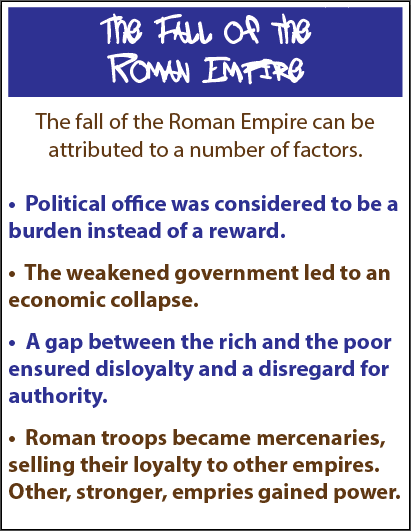 The Fall of the
Roman Empire
The fall of the Roman Empire can be
attributed to a number of factors.
• Political office was considered to be a
burden instead of a reward.
• The weakened government led to an
economic collapse.
• A gap between the rich and the poor
ensured disloyalty and a disregard for
authority.
• Roman troops became mercenaries,
selling their loyalty to other empires.
Other, stronger, empries gained power.